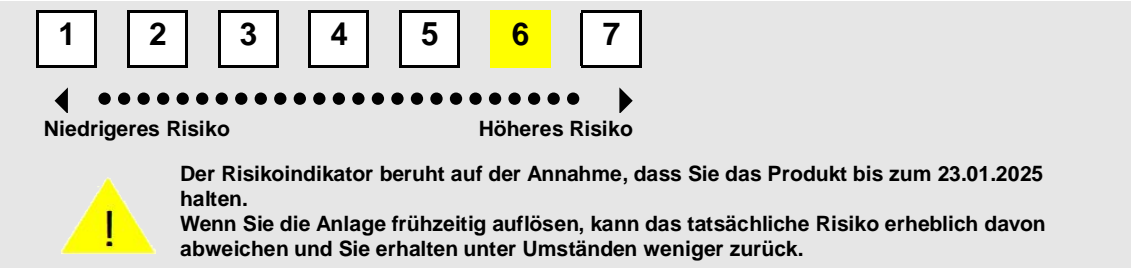 1 2 3 4 5 6 7
Niedrigeres Risiko Höheres Risiko
!
Der Risikoindikator beruht auf der Annahme, dass Sie das Produkt bis zum 23.01.2025
halten.
Wenn Sie die Anlage frühzeitig auflösen, kann das tatsächliche Risiko erheblich davon
abweichen und Sie erhalten unter Umständen weniger zurück.